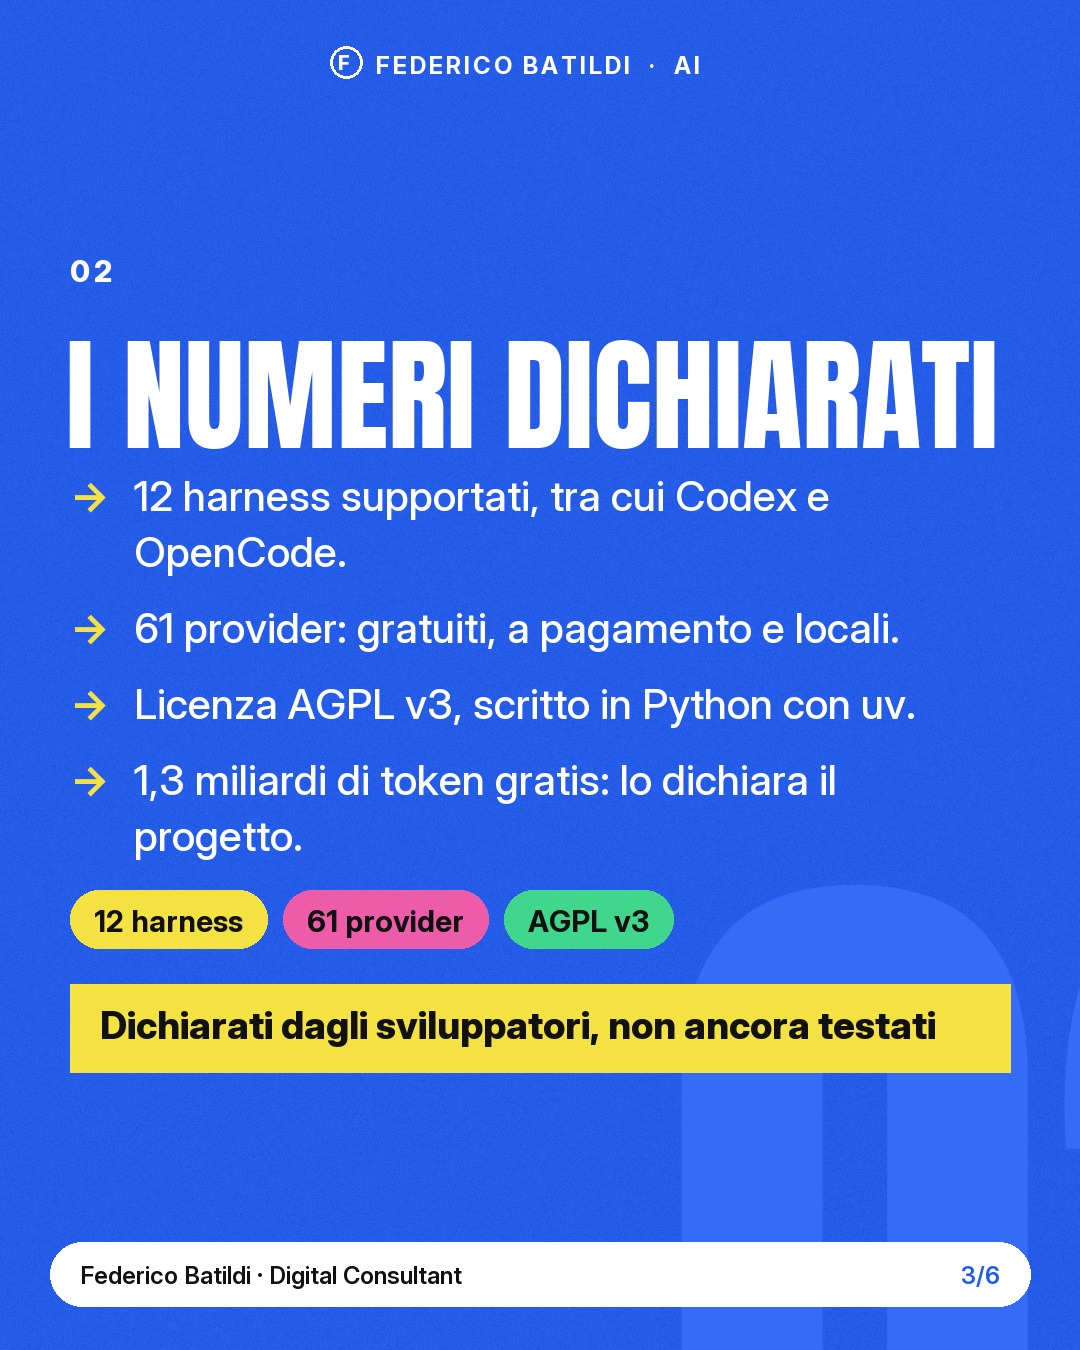 F FEDERICO BATILDI · AI
02
I NUMERI DICHIARATI
→ 12 harness supportati, tra cui Codex e
OpenCode.
→ 61 provider: gratuiti, a pagamento e locali.
→ Licenza AGPL v3, scritto in Python con uv.
→ 1,3 miliardi di token gratis: lo dichiara il
progetto.
12 harness 61 provider AGPL v3
Dichiarati dagli sviluppatori, non ancora testati
Federico Batildi · Digital Consultant 3/6